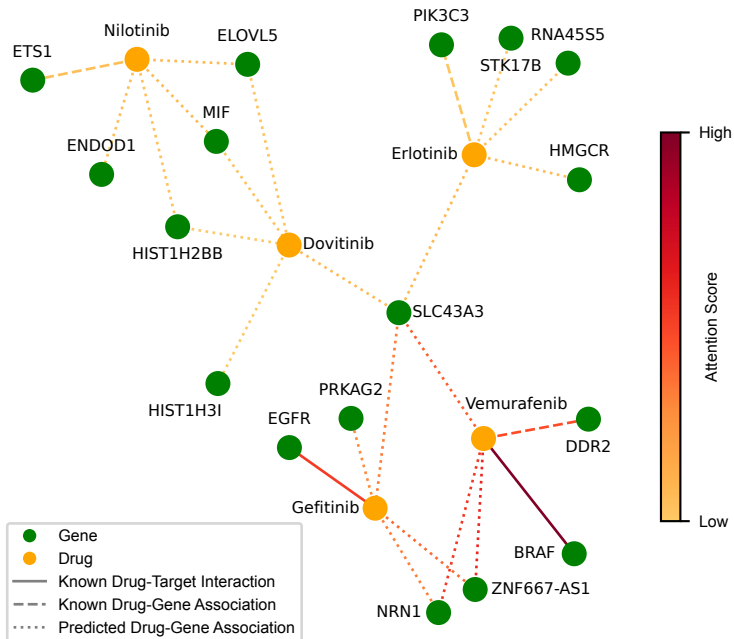 PIK3C3
RNA45S5
Nilotinib
ELOVL5
ETS1
STK17B
MIF
ENDOD1
Erlotinib
HMGCR
High
HIST1H2BB
Dovitinib
SLC43A3
Attention Score
HIST1H3I
PRKAG2
Vemurafenib
EGFR
DDR2
Gefitinib
Low
BRAF
ZNF667-AS1
NRN1
Gene
Drug
Known Drug-Target Interaction
Known Drug-Gene Association
Predicted Drug-Gene Association